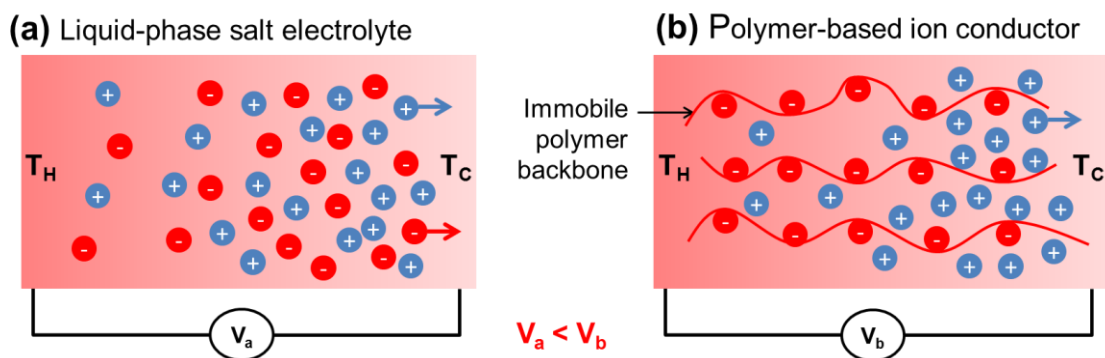 (a) Liquid-phase salt electrolyte
T_H
T_C
V_a
Immobile
polymer
backbone
V_a < V_b
(b) Polymer-based ion conductor
T_H
T_C
V_b